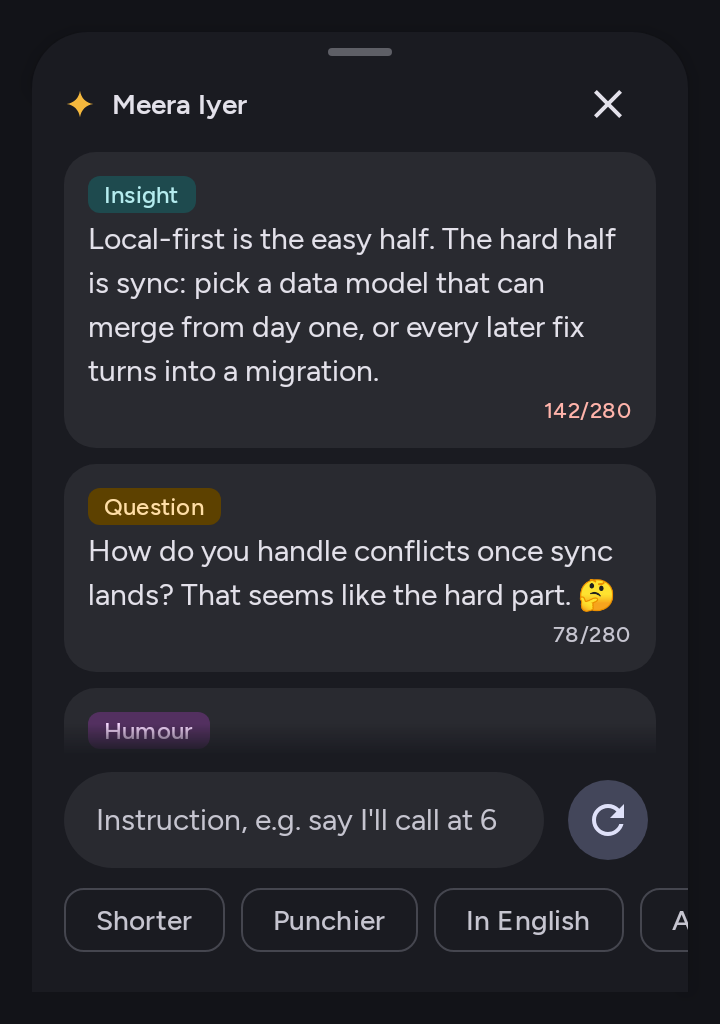 Meera Iyer
Insight
Local-first is the easy half. The hard half
is sync: pick a data model that can
merge from day one, or every later fix
turns into a migration.
142/280
Question
How do you handle conflicts once sync
lands? That seems like the hard part. 🤔
78/280
Humour
Instruction, e.g. say I'll call at 6
Shorter
Punchier
In English